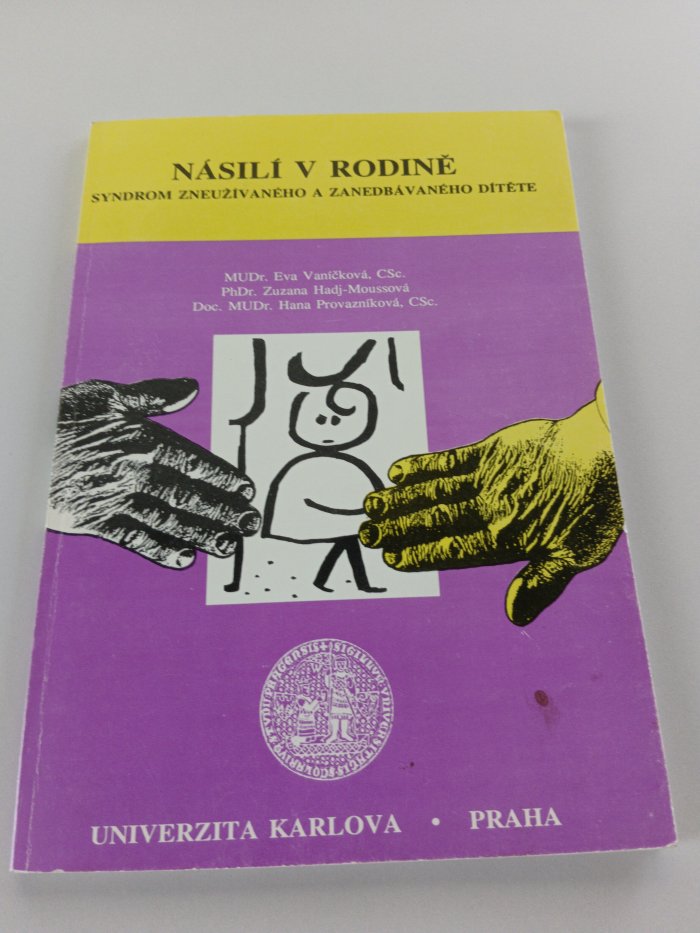 NÁSILÍ V RODINĚ
SYNDROM ZNEUŽÍVANÉHO A ZANEDBÁVANÉHO DÍTĚTE
MUDr. Eva Vaníčková, CSc.
PhDr. Zuzana Hadj-Moussová
Doc. MUDr. Hana Provazníková, CSc.
UNIVERZITA KARLOVA • PRAHA